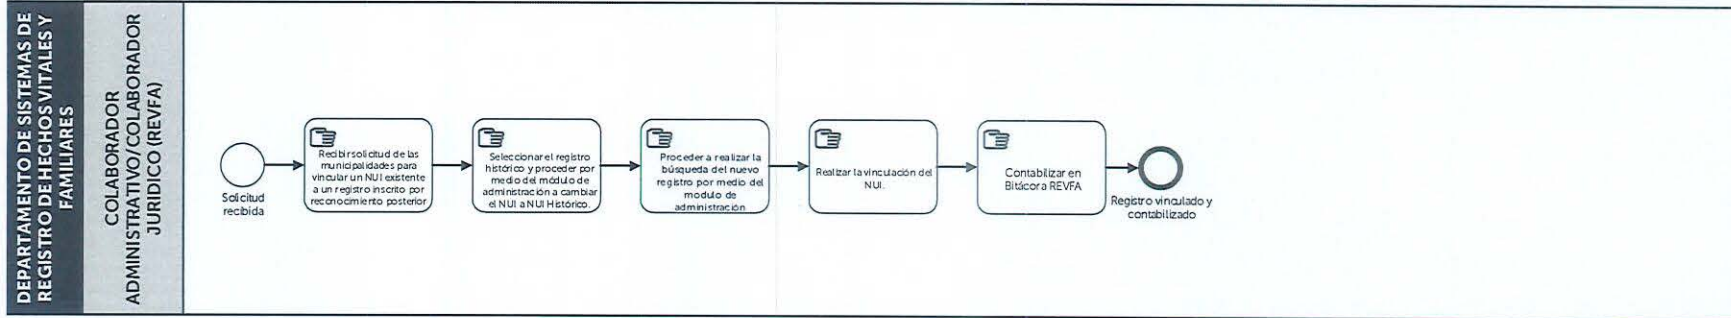 DEPARTAMENTO DE SISTEMAS DE
REGISTRO DE HECHOS VITALES Y
FAMILIARES
COLABORADOR
ADMINISTRATIVO/COLABORADOR
JURIDICO (REVFA)
Solicitud
recibida
Recibir solicitud de las
municipalidades para
vincular un NUI existente
a un registro inscrito por
reconocimiento posterior
Seleccionar el registro
histórico y proceder por
medio del módulo de
administración a cambiar
el NUI a NUI Histórico.
Proceder a realizar la
búsqueda del nuevo
registro por medio del
modulo de
administración
Realizar la vinculación del
NUI.
Contabilizar en
Bitácora REVFA
Registro vinculado y
contabilizado